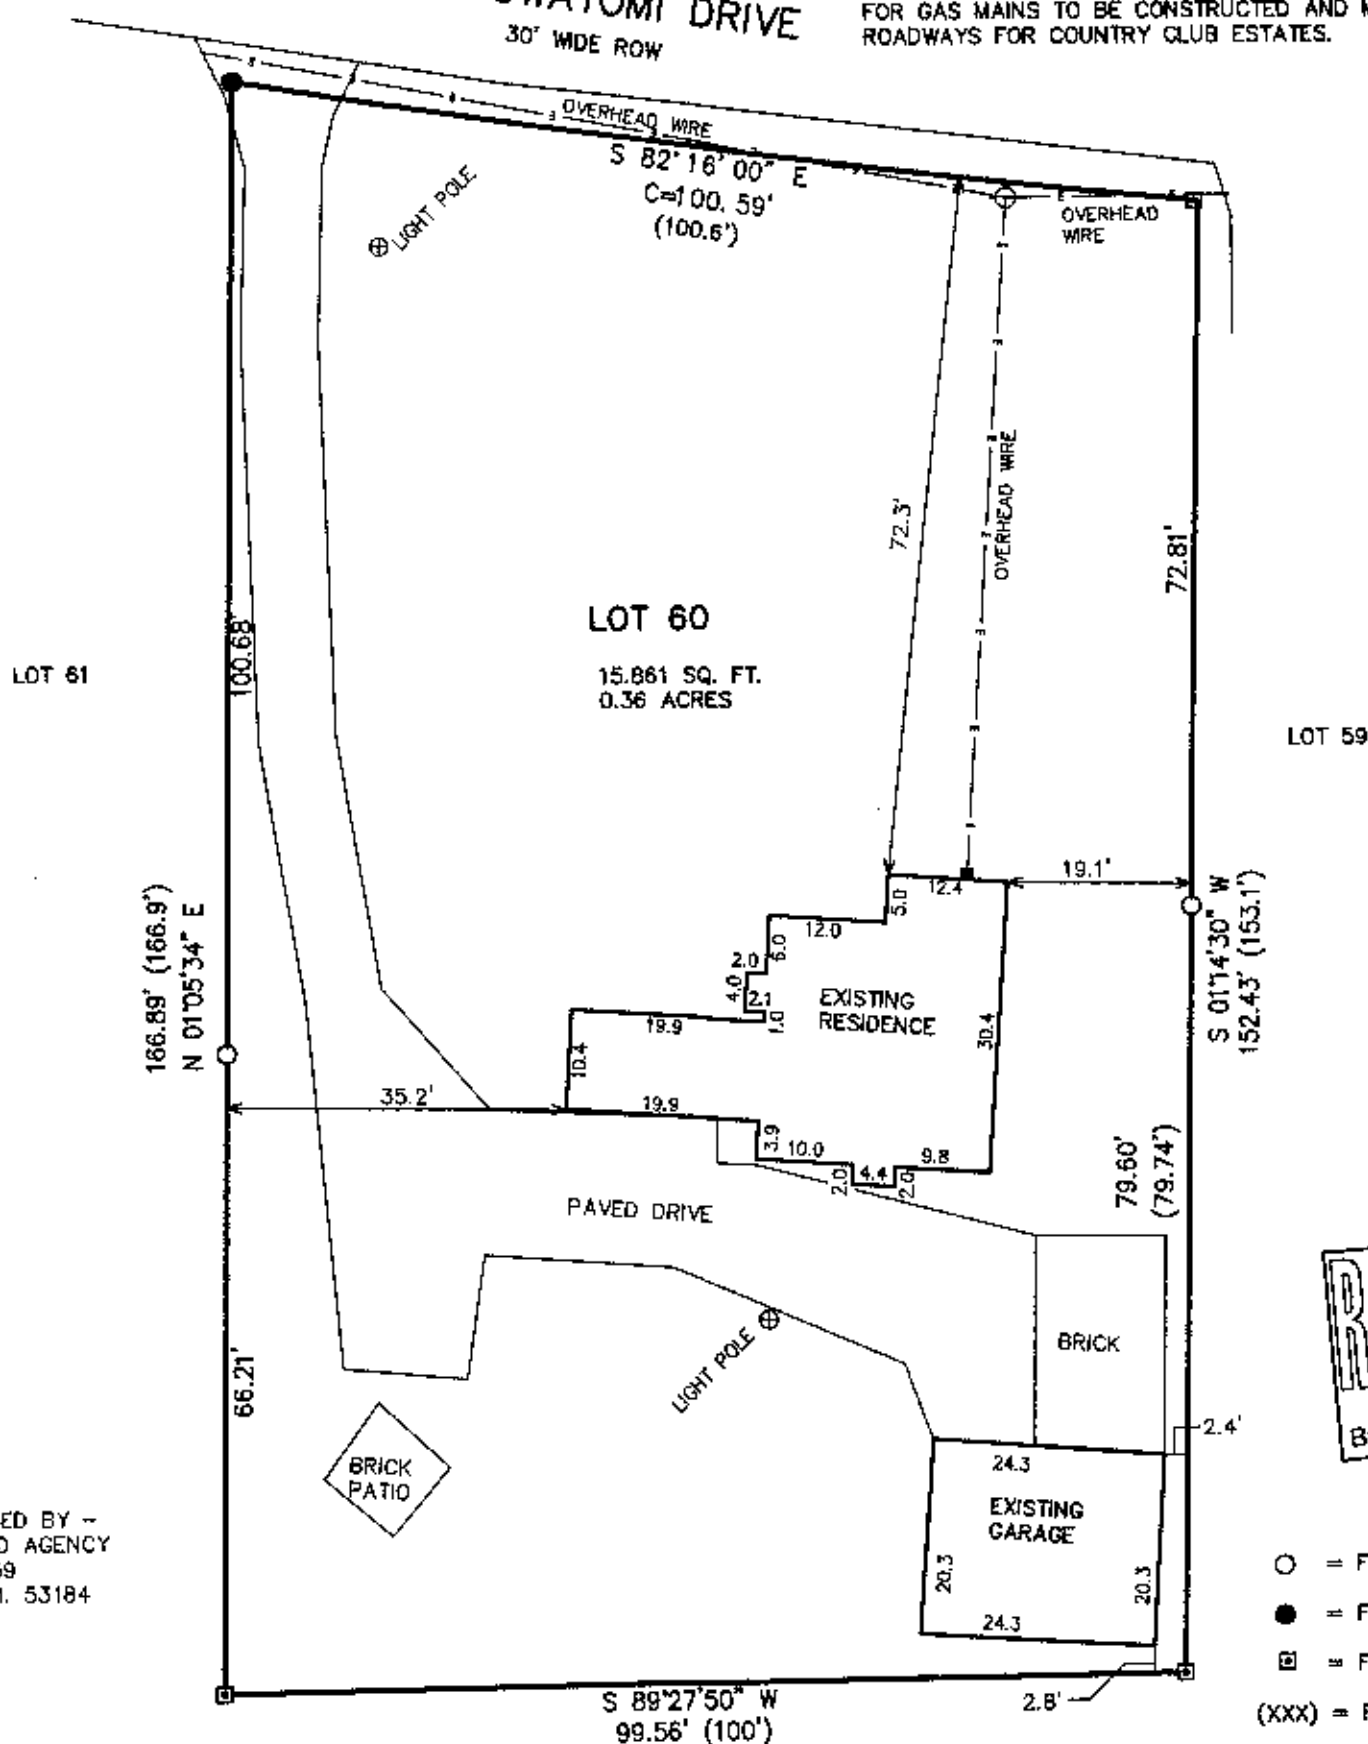 DRIVE
30' WIDE ROW
FOR GAS MAINS TO BE CONSTRUCTED AND
ROADWAYS FOR COUNTRY CLUB ESTATES.
OVERHEAD WIRE
S 82°16'00" E
C=100.59'
(100.6')
LIGHT POLE
OVERHEAD
WIRE
72.3'
OVERHEAD WIRE
72.81'
LOT 60
15.861 SQ. FT.
0.36 ACRES
LOT 61
100.68'
LOT 59
166.89' (166.9')
N 01°05'34" E
19.1'
12.4
5.0
12.0
6.0
2.0
4.0
2.1
1.0
EXISTING
RESIDENCE
30.4
19.9
10.4
S 01°14'30" W
152.43' (153.1')
35.2'
19.9
3.9
10.0
2.0
4.4
2.0
9.8
79.60'
(79.74')
PAVED DRIVE
BRICK
LIGHT POLE
66.21'
2.4'
BRICK
PATIO
24.3
EXISTING
GARAGE
20.3
20.3
24.3
ED BY -
AGENCY
53184
○ = F
● = F
= F
(XXX) =
S 89°27'50" W
99.56' (100')
2.8'